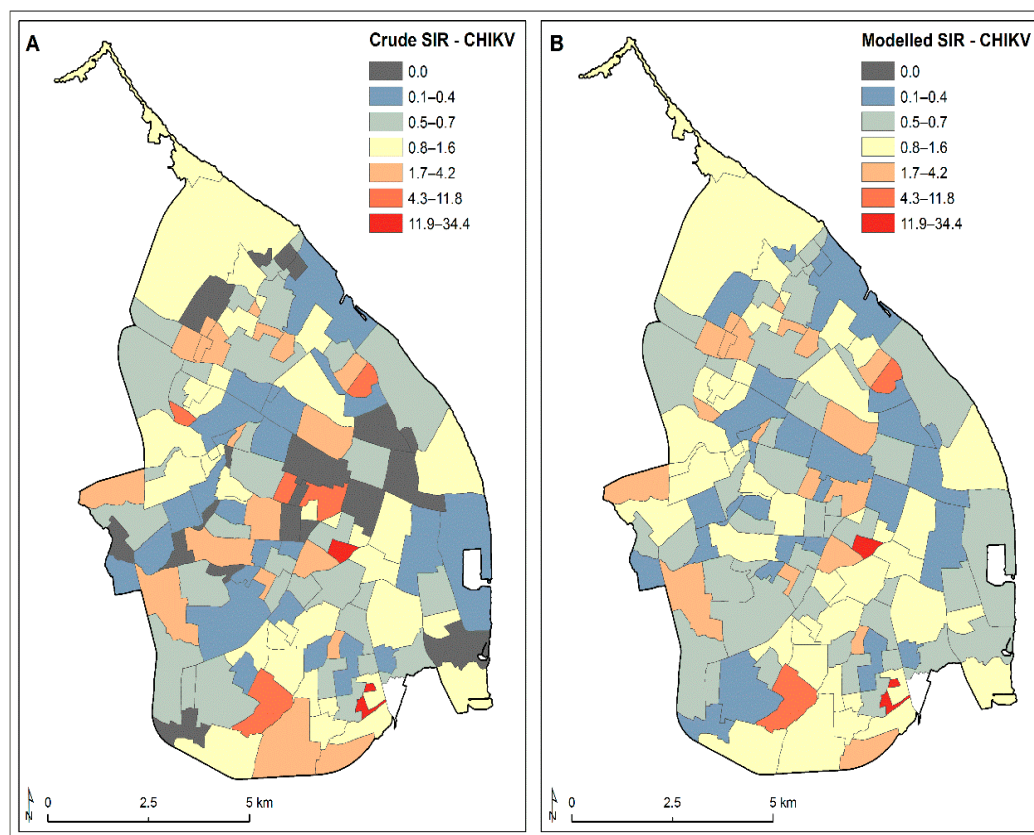 A
Crude SIR - CHIKV
0.0
0.1–0.4
0.5–0.7
0.8–1.6
1.7–4.2
4.3–11.8
11.9–34.4
N
0 2.5 5 km
B
Modelled SIR - CHIKV
0.0
0.1–0.4
0.5–0.7
0.8–1.6
1.7–4.2
4.3–11.8
11.9–34.4
N
0 2.5 5 km